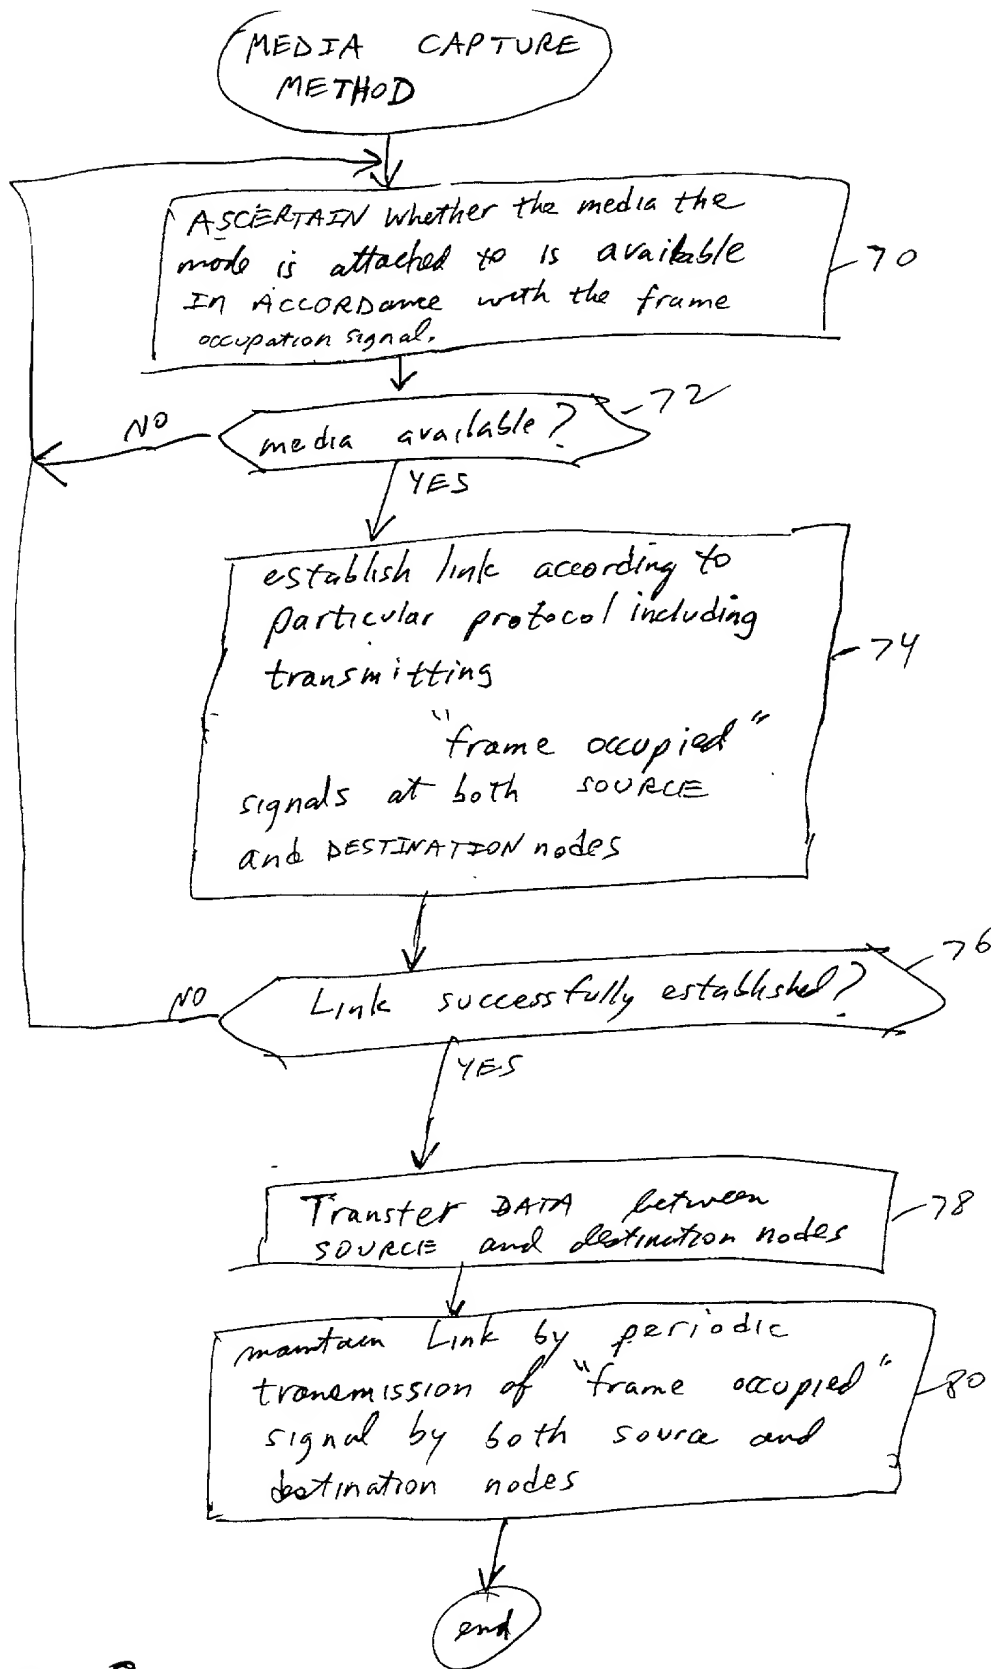 MEDIA CAPTURE
METHOD
ASCERTAIN whether the media the
mode is attached to is available
IN ACCORDance with the frame
occupation signal.
70
media available?
72
NO
YES
establish link according to
particular protocol including
transmitting
"frame occupied"
signals at both SOURCE
and DESTINATION nodes
74
Link successfully established?
76
NO
YES
Transfer DATA between
SOURCE and destination nodes
78
maintain Link by periodic
transmission of "frame occupied"
signal by both source and
destination nodes
80
end